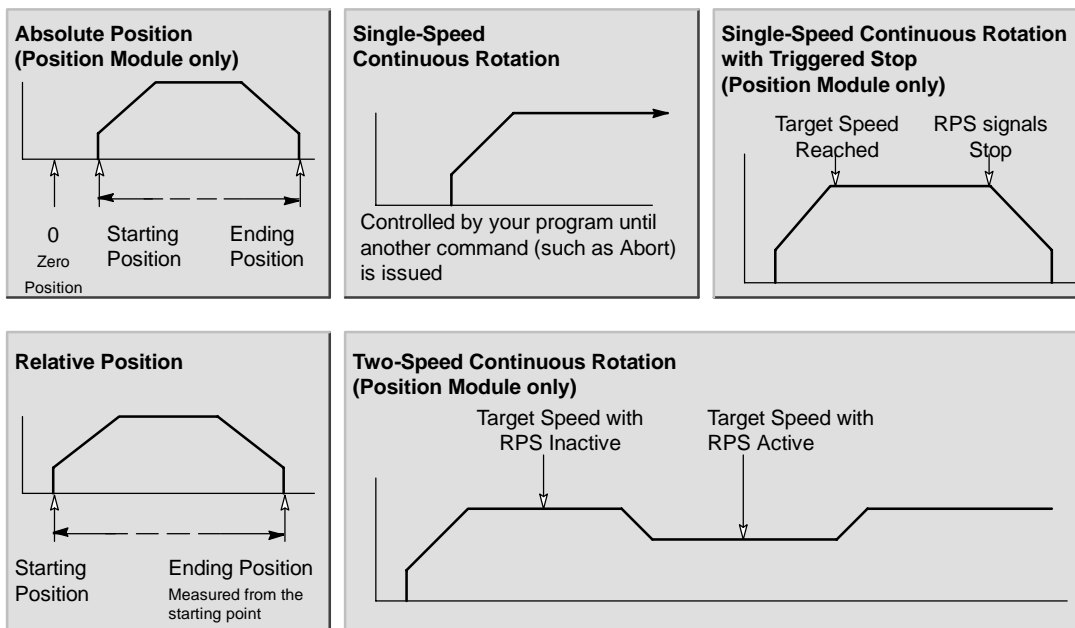 Absolute Position
(Position Module only)
0
Zero
Position
Starting
Position
Ending
Position
Single-Speed
Continuous Rotation
Controlled by your program until
another command (such as Abort)
is issued
Single-Speed Continuous Rotation
with Triggered Stop
(Position Module only)
Target Speed
Reached
RPS signals
Stop
Relative Position
Starting
Position
Ending Position
Measured from the
starting point
Two-Speed Continuous Rotation
(Position Module only)
Target Speed with
RPS Inactive
Target Speed with
RPS Active